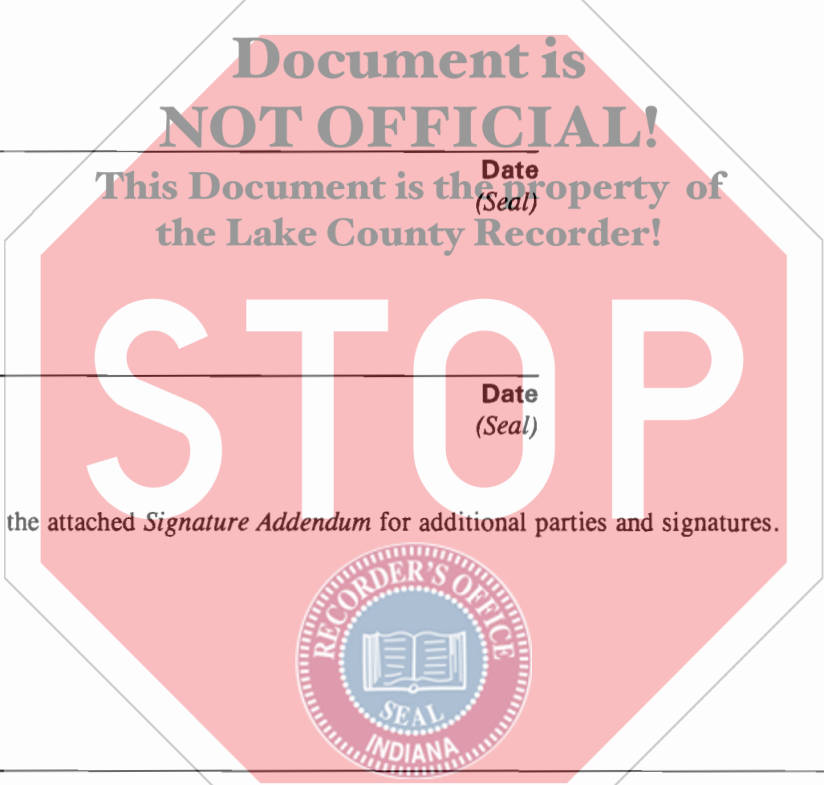 Document is
NOT OFFICIAL!
Date
This Document is the property of
(Seal)
the Lake County Recorder!
STOP
Date
(Seal)
the attached Signature Addendum for additional parties and signatures.
RECORDER'S OFFICE
SEAL
INDIANA